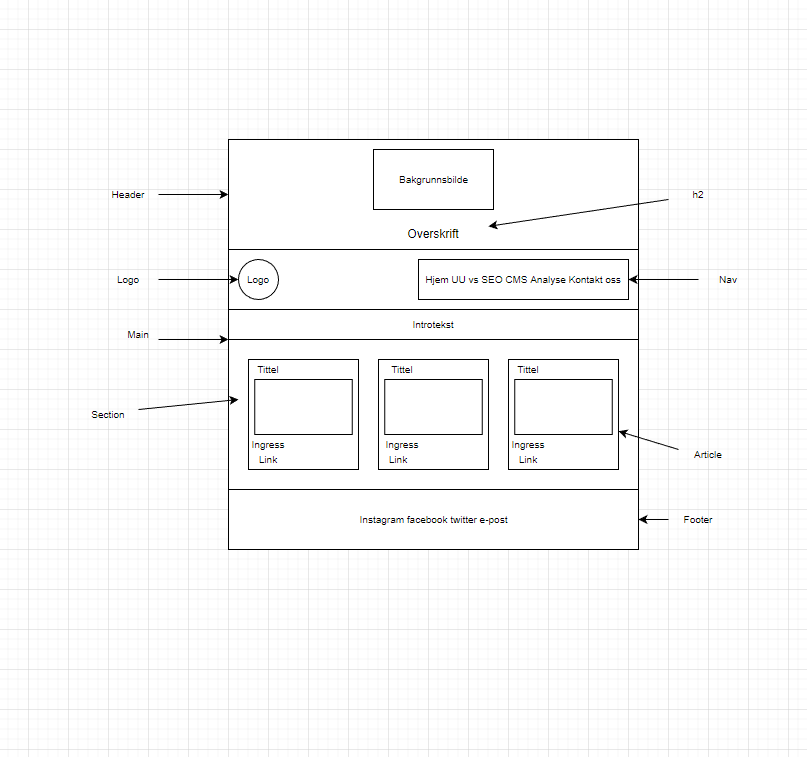 Bakgrunnsbilde
Header
h2
Overskrift
Logo
Logo
Hjem UU vs SEO CMS Analyse Kontakt oss
Nav
Introtekst
Main
Tittel
Tittel
Tittel
Section
Ingress
Ingress
Ingress
Article
Link
Link
Link
Instagram facebook twitter e-post
Footer